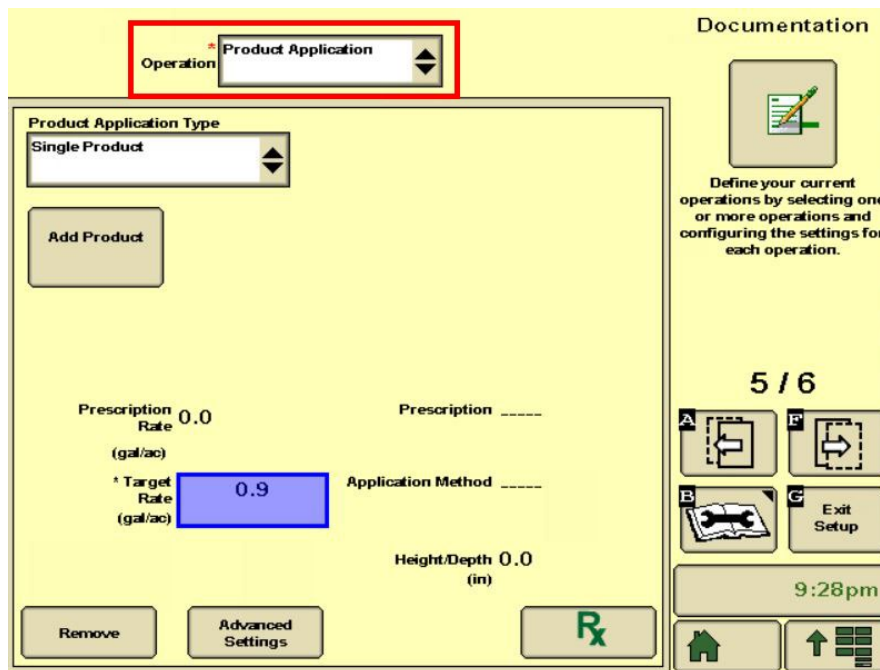 Documentation
* Operation
Product Application
Product Application Type
Single Product
Add Product
Define your current
operations by selecting one
or more operations and
configuring the settings for
each operation.
5 / 6
Prescription
Rate
(gal/ac)
0.0
Prescription -----
* Target
Rate
(gal/ac)
0.9
Application Method -----
Height/Depth 0.0
(in)
A
F
B
G
Exit
Setup
9:28pm
Remove
Advanced
Settings
Rx